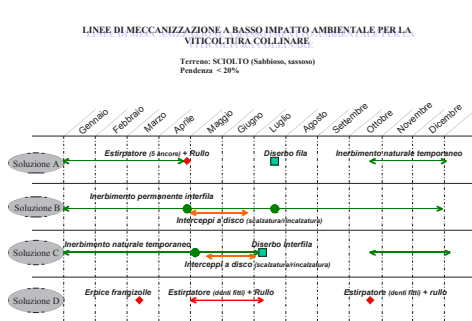 LINEE DI MECCANIZZAZIONE A BASSO IMPATTO AMBIENTALE PER LA
VITICOLTURA COLLINARE
Terreno: SCIOLTO (Sabbioso, sassoso)
Pendenza < 20%
Gennaio Febbraio Marzo Aprile Maggio Giugno Luglio Agosto Settembre Ottobre Novembre Dicembre
Estirpatore (5 ancore) + Rullo Diserbo fila Inerbimento naturale temporaneo
Soluzione A
Inerbimento permanente interfila
Soluzione B
Interceppi a disco (scalzatura/rincalzatura)
Inerbimento naturale temporaneo Diserbo interfila
Soluzione C
Interceppi a disco (scalzatura/rincalzatura)
Erpice frangizolle Estirpatore (denti fitti) + Rullo Estirpatore (denti fitti) + rullo
Soluzione D